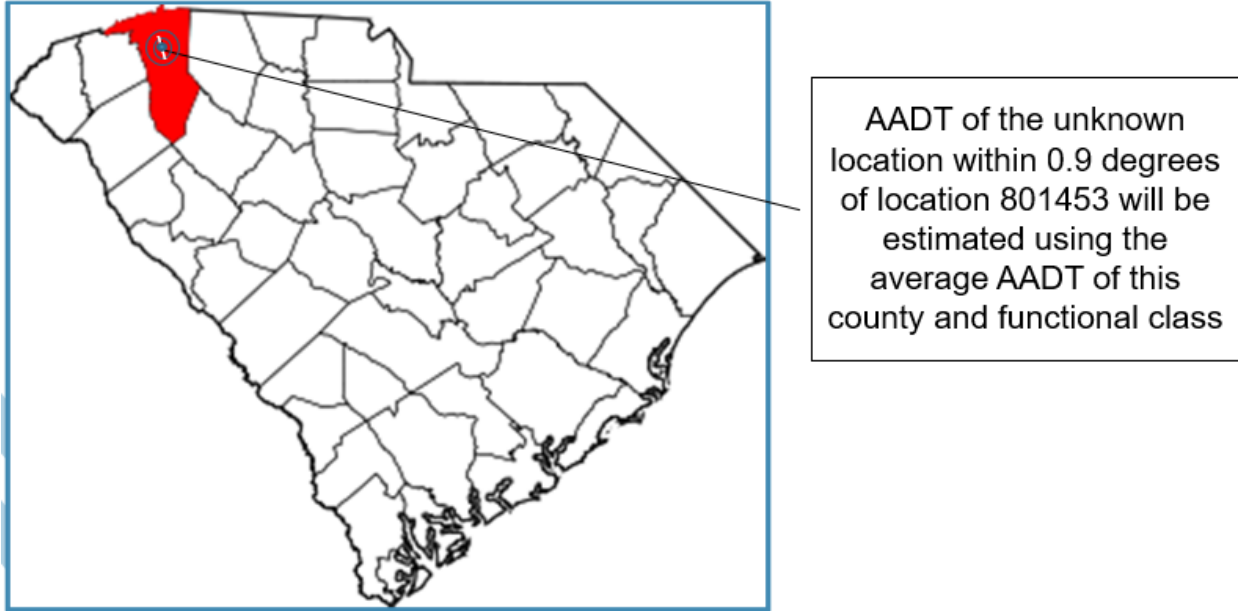 AADT of the unknown
location within 0.9 degrees
of location 801453 will be
estimated using the
average AADT of this
county and functional class